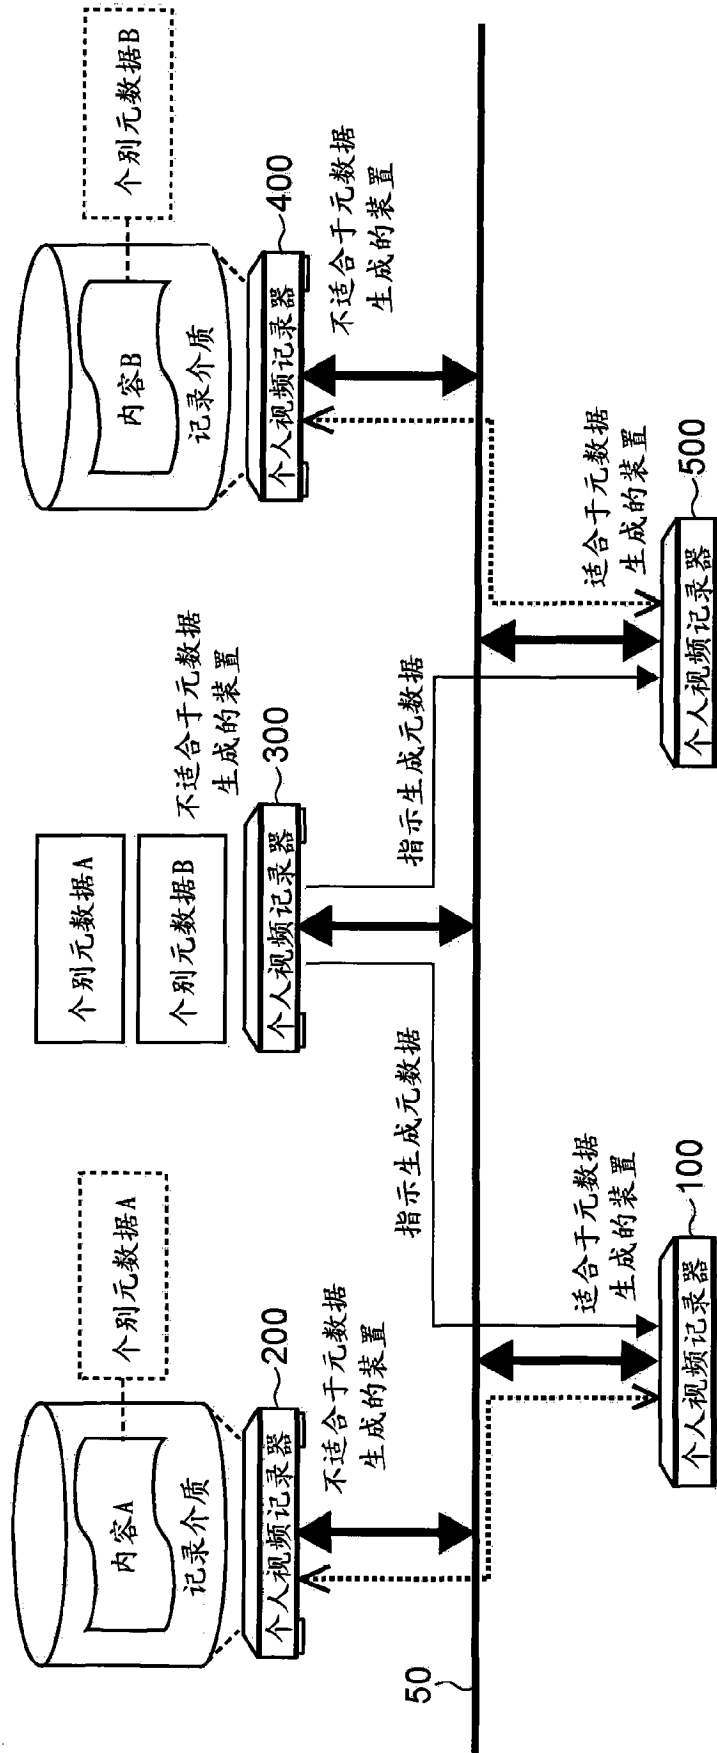 个别元数据A
内容A
记录介质
个人视频记录器
200
不适合于元数据
生成的装置
个别元数据A
个别元数据B
个人视频记录器
300
不适合于元数据
生成的装置
个别元数据B
内容B
记录介质
个人视频记录器
400
不适合于元数据
生成的装置
指示生成元数据
指示生成元数据
50
适合于元数据
生成的装置
个人视频记录器
100
适合于元数据
生成的装置
个人视频记录器
500